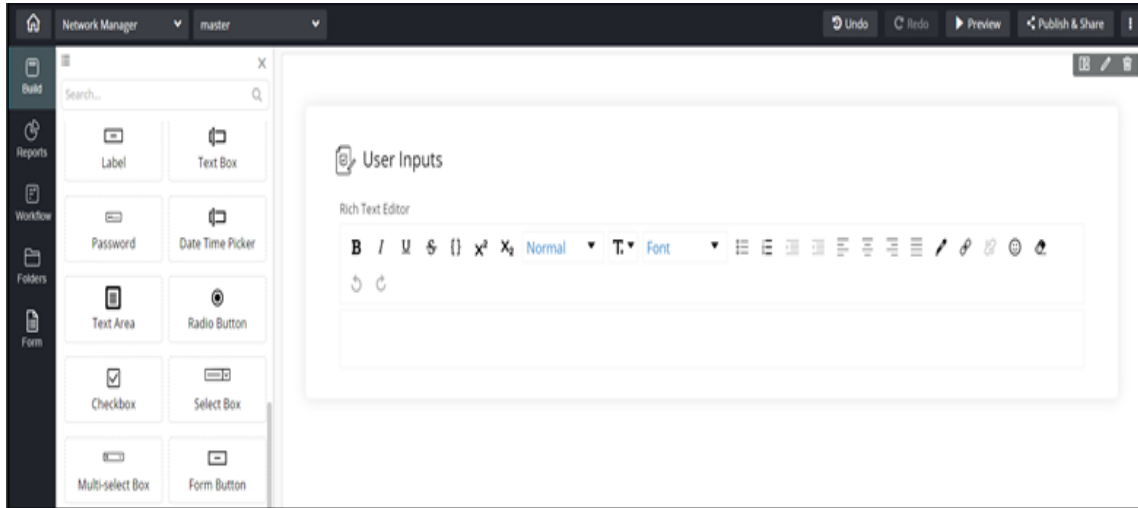 Network Manager master Undo Redo Preview Publish & Share
Build
Search...
Reports
Label Text Box
User Inputs
Rich Text Editor
Workflow
Password Date Time Picker
B I U S {} x² X₂ Normal T. Font
Folders
Text Area Radio Button
Form
Checkbox Select Box
Multi-select Box Form Button